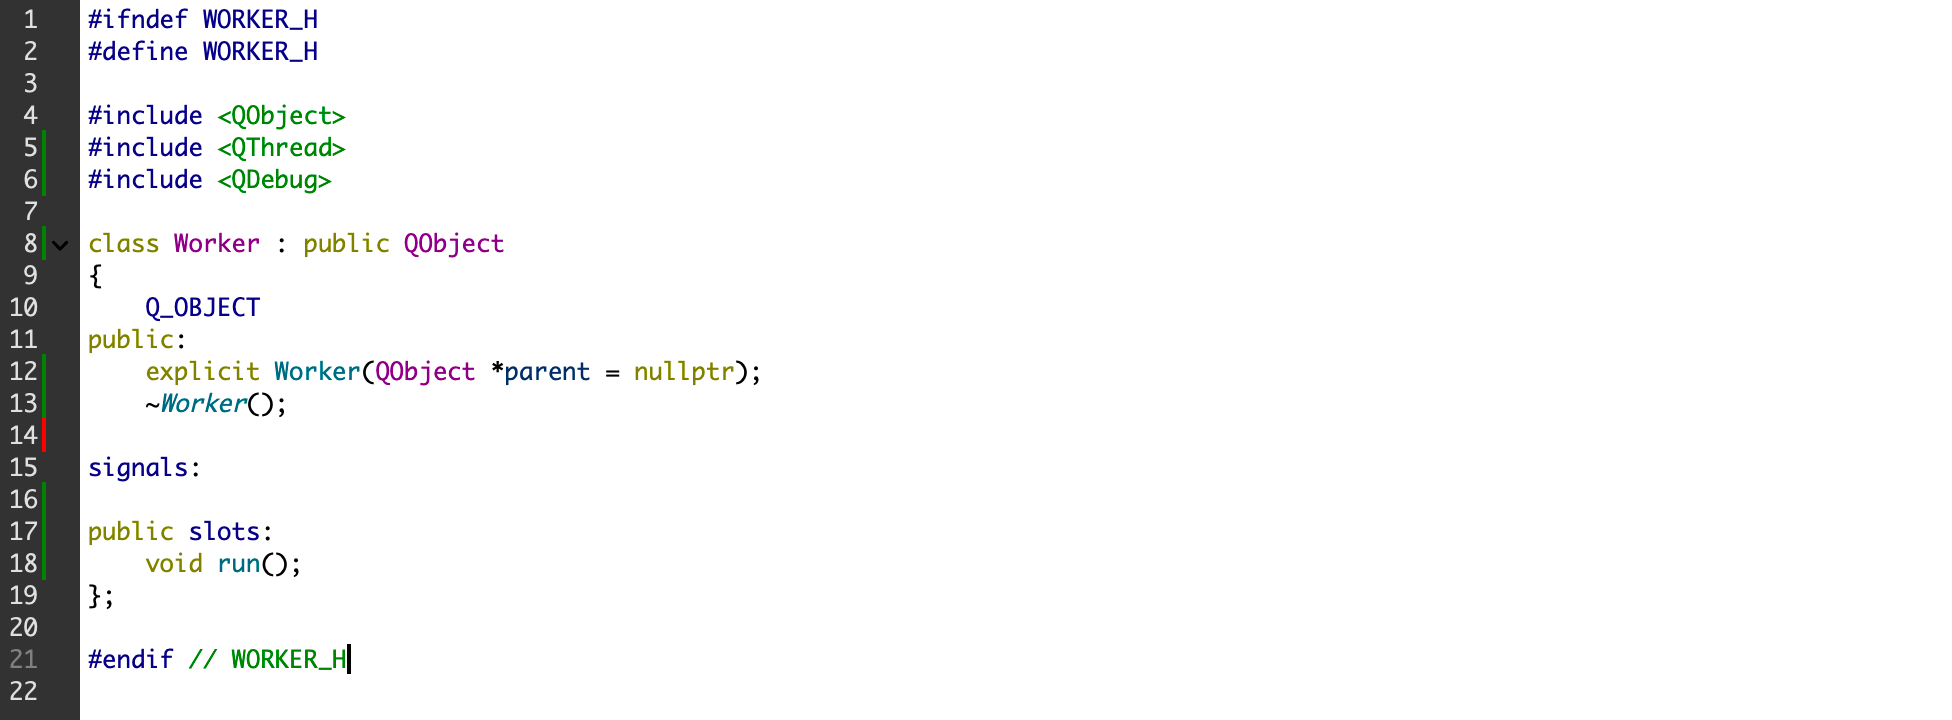 1 #ifndef WORKER_H
2 #define WORKER_H
3
4 #include <QObject>
5 #include <QThread>
6 #include <QDebug>
7
8 class Worker : public QObject
9 {
10     Q_OBJECT
11 public:
12     explicit Worker(QObject *parent = nullptr);
13     ~Worker();
14
15 signals:
16
17 public slots:
18     void run();
19 };
20
21 #endif // WORKER_H
22